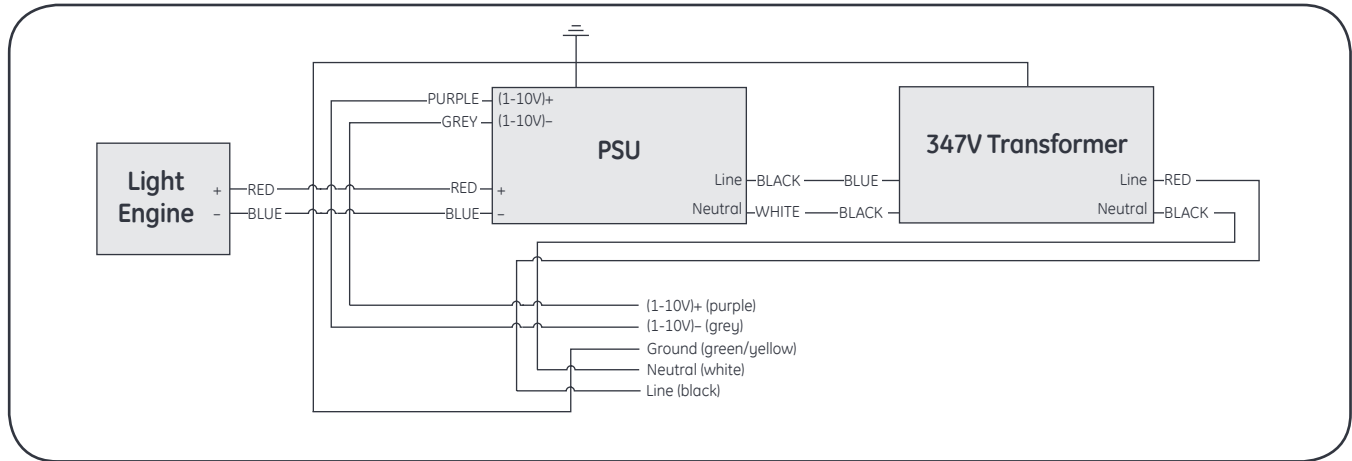 PURPLE (1-10V)+
GREY (1-10V)–
PSU
347V Transformer
Light
Engine
+ RED RED +
– BLUE BLUE –
Line BLACK BLUE
Neutral WHITE BLACK
Line RED
Neutral BLACK
(1-10V)+ (purple)
(1-10V)– (grey)
Ground (green/yellow)
Neutral (white)
Line (black)